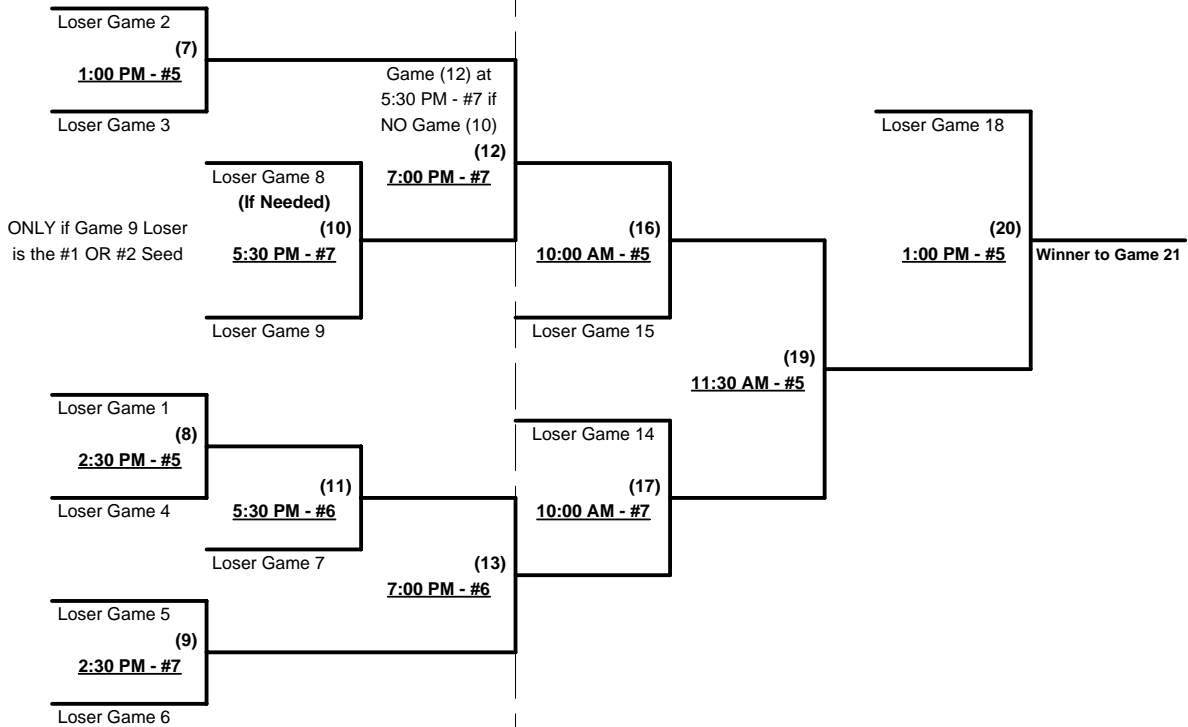 Loser Game 2
(7)
1:00 PM - #5
Loser Game 3
Game (12) at
5:30 PM - #7 if
NO Game (10)
(12)
7:00 PM - #7
Loser Game 8
(If Needed)
(10)
5:30 PM - #7
Loser Game 9
ONLY if Game 9 Loser
is the #1 OR #2 Seed
(16)
10:00 AM - #5
Loser Game 15
Loser Game 18
(20)
1:00 PM - #5
Winner to Game 21
(19)
11:30 AM - #5
Loser Game 1
(8)
2:30 PM - #5
Loser Game 4
(11)
5:30 PM - #6
Loser Game 7
Loser Game 14
(17)
10:00 AM - #7
(13)
7:00 PM - #6
Loser Game 5
(9)
2:30 PM - #7
Loser Game 6